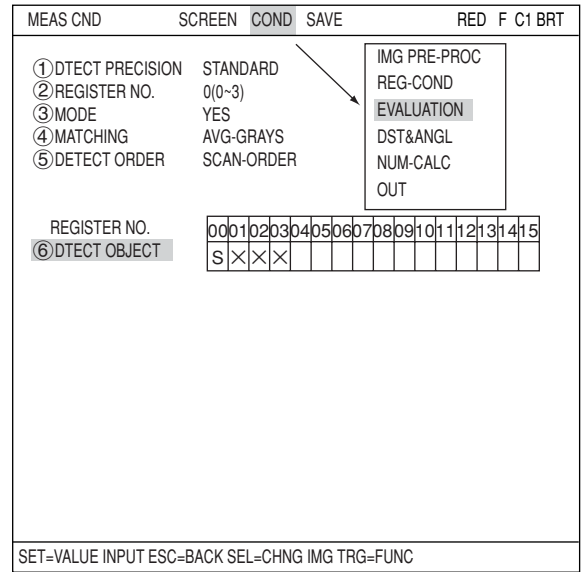 MEAS CND SCREEN COND SAVE RED F C1 BRT
①DTECT PRECISION STANDARD
②REGISTER NO. 0(0~3)
③MODE YES
④MATCHING AVG-GRAYS
⑤DETECT ORDER SCAN-ORDER
IMG PRE-PROC
REG-COND
EVALUATION
DST&ANGL
NUM-CALC
OUT
REGISTER NO. 00 01 02 03 04 05 06 07 08 09 10 11 12 13 14 15
⑥DTECT OBJECT S × × ×
SET=VALUE INPUT ESC=BACK SEL=CHNG IMG TRG=FUNC